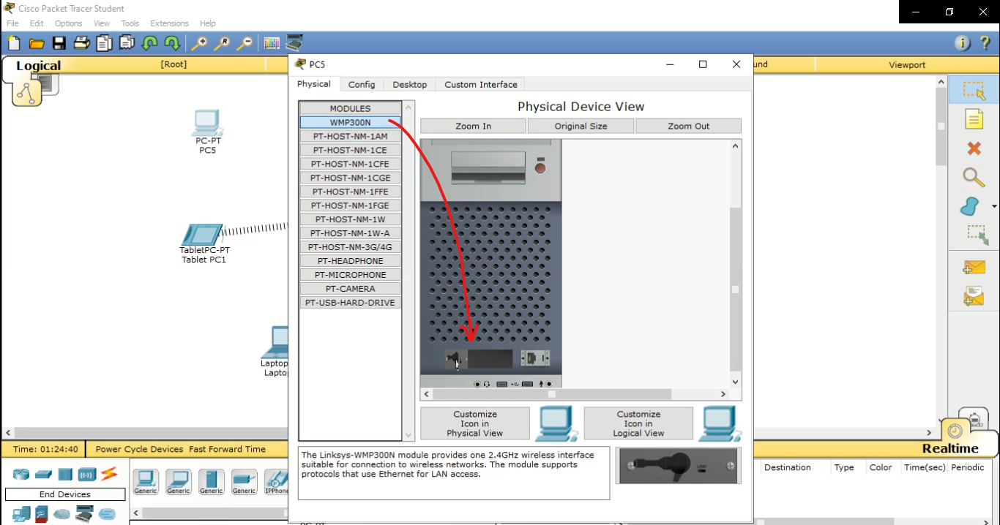 Cisco Packet Tracer Student
File Edit Options View Tools Extensions Help
Logical
[Root]
und
Viewport
PC-PT
PC5
TabletPC-PT
Tablet PC1
Laptop
Lapto
PC5
Physical Config Desktop Custom Interface
MODULES
WMP300N
PT-HOST-NM-1AM
PT-HOST-NM-1CE
PT-HOST-NM-1CFE
PT-HOST-NM-1CGE
PT-HOST-NM-1FFE
PT-HOST-NM-1FGE
PT-HOST-NM-1W
PT-HOST-NM-1W-A
PT-HOST-NM-3G/4G
PT-HEADPHONE
PT-MICROPHONE
PT-CAMERA
PT-USB-HARD-DRIVE
Physical Device View
Zoom In Original Size Zoom Out
Customize
Icon in
Physical View
Customize
Icon in
Logical View
The Linksys-WMP300N module provides one 2.4GHz wireless interface
suitable for connection to wireless networks. The module supports
protocols that use Ethernet for LAN access.
LINK
Time: 01:24:40 Power Cycle Devices Fast Forward Time
Realtime
End Devices
Generic Generic Generic Generic IPPhone
Destination Type Color Time(sec) Periodic